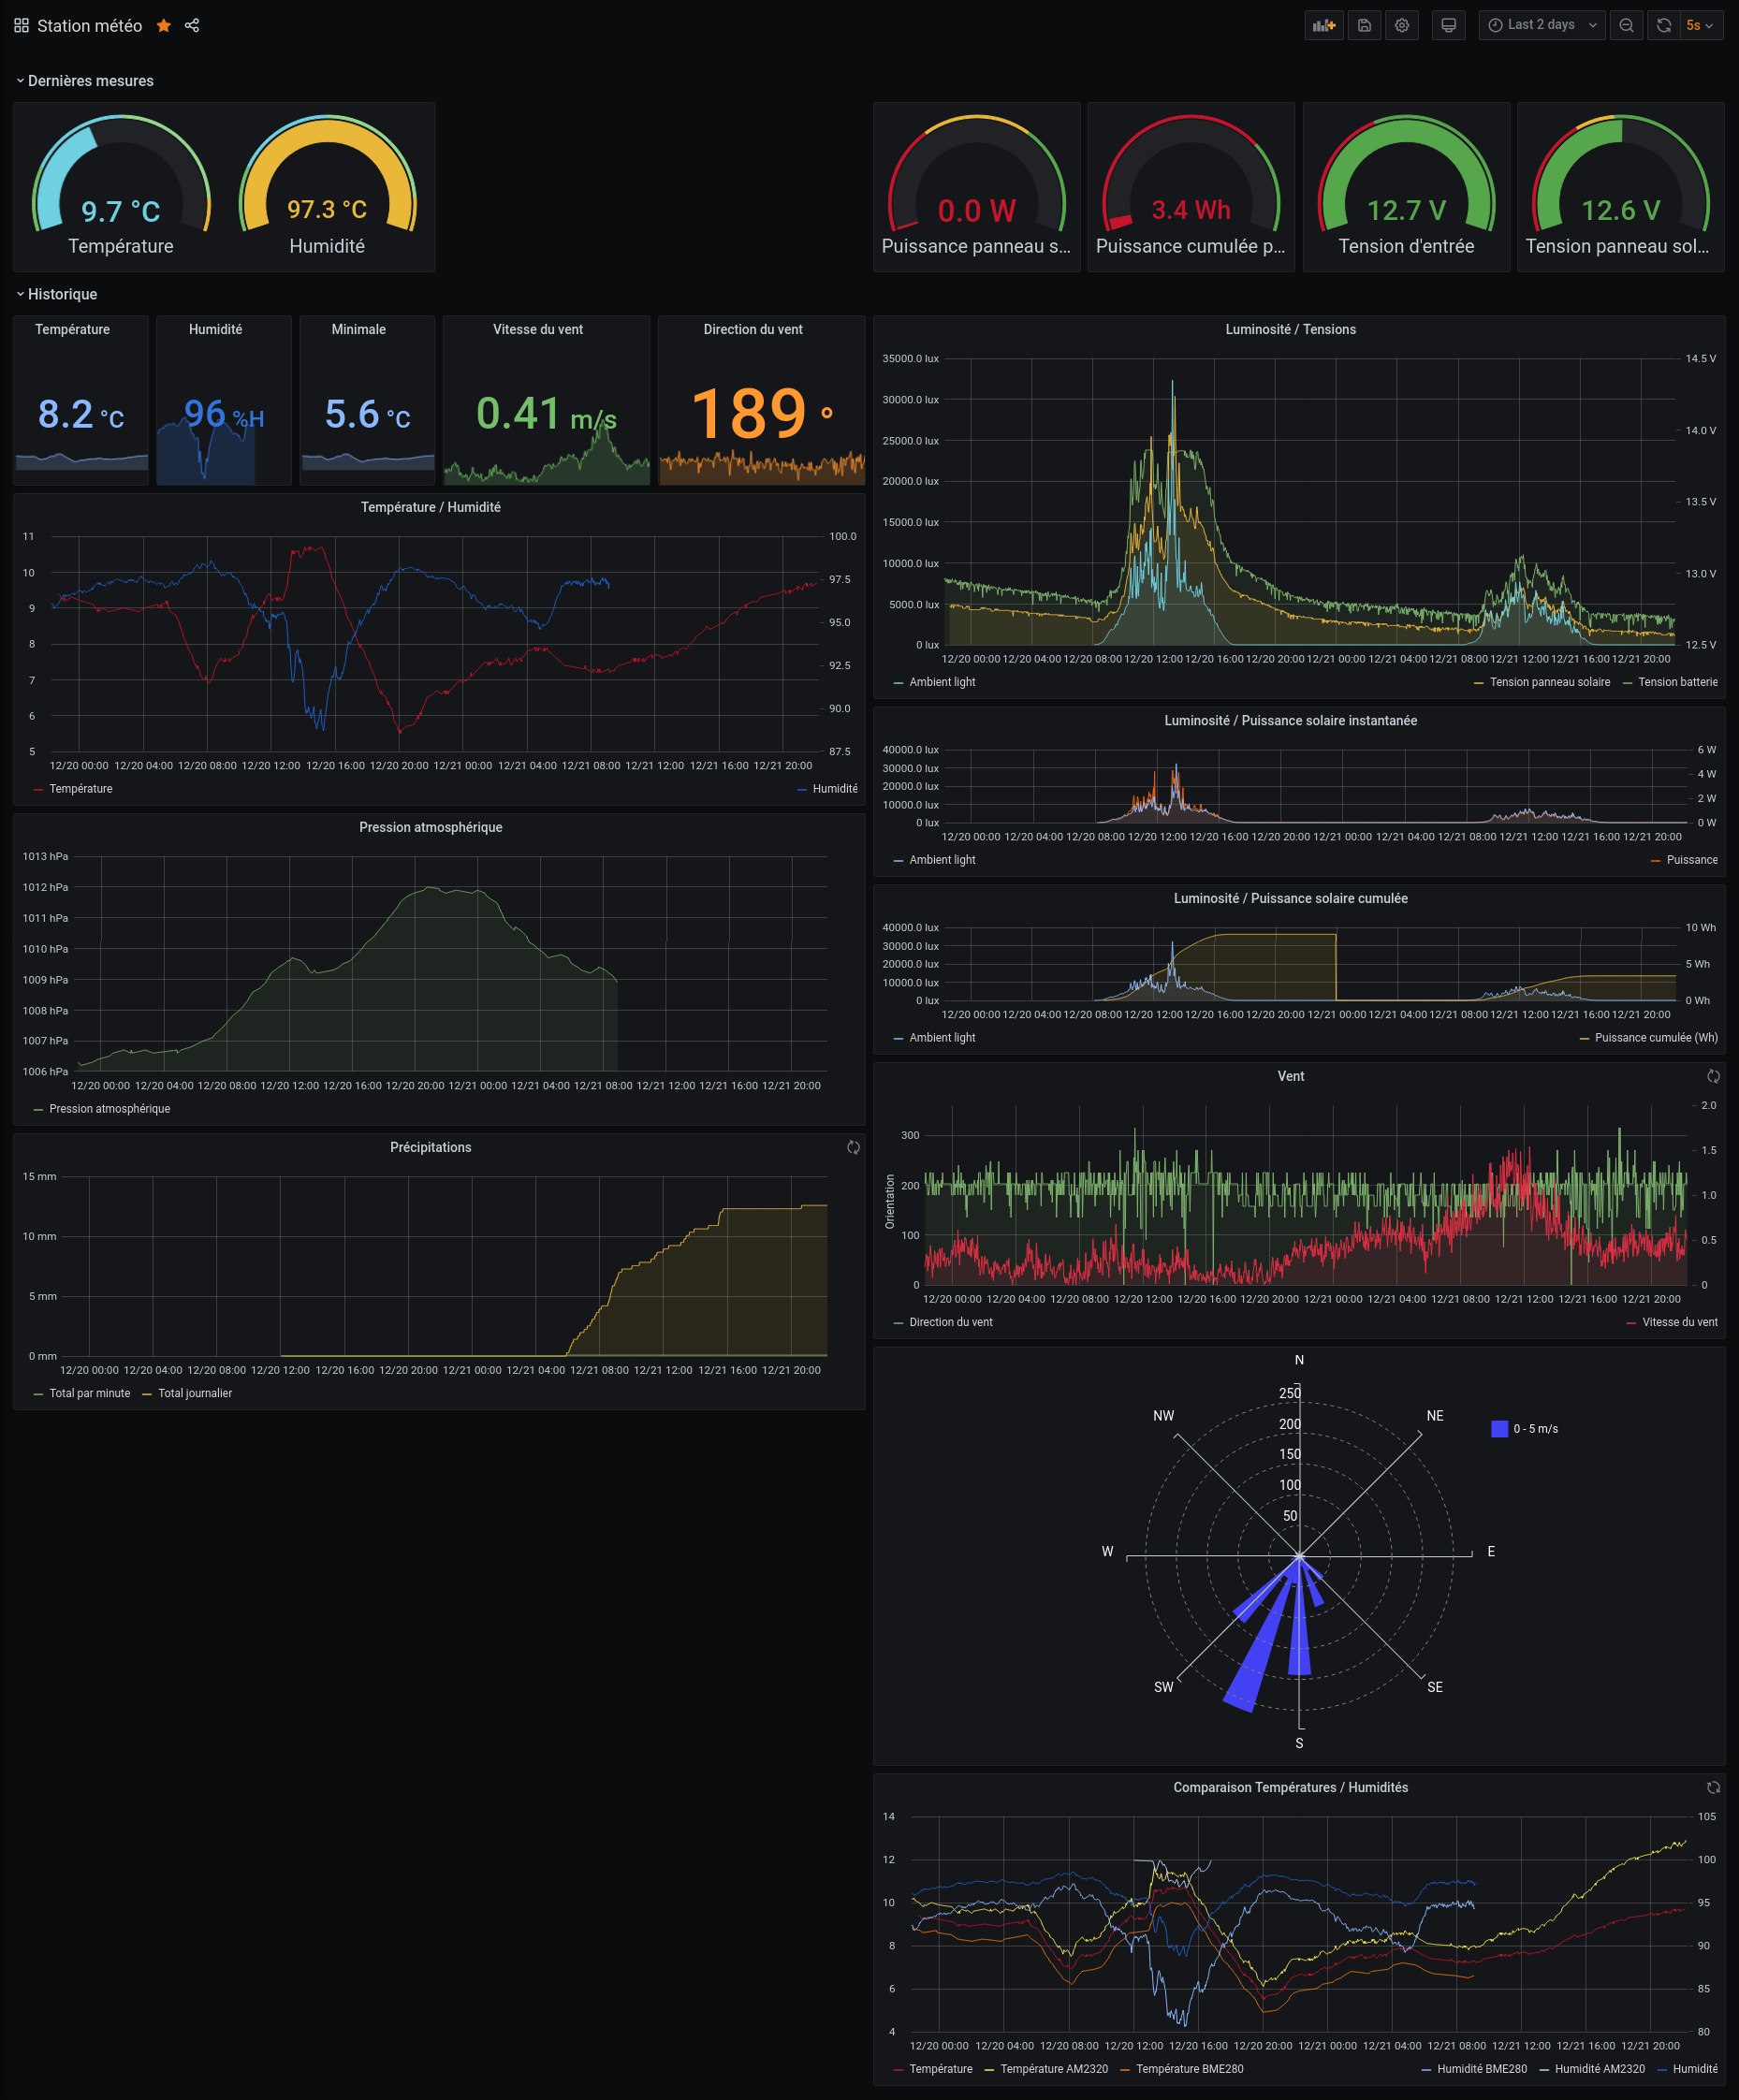 Station météo
Last 2 days
5s
Dernières mesures
9.7 °C
Température
97.3 °C
Humidité
0.0 W
Puissance panneau s...
3.4 Wh
Puissance cumulée p...
12.7 V
Tension d'entrée
12.6 V
Tension panneau sol...
Historique
Température
8.2 °C
Humidité
96 %H
Minimale
5.6 °C
Vitesse du vent
0.41 m/s
Direction du vent
189 °
Température / Humidité
11 100.0
10 97.5
9
8 95.0
7 92.5
6 90.0
5 87.5
12/20 00:00 12/20 04:00 12/20 08:00 12/20 12:00 12/20 16:00 12/20 20:00 12/21 00:00 12/21 04:00 12/21 08:00 12/21 12:00 12/21 16:00 12/21 20:00
Température Humidité
Pression atmosphérique
1013 hPa
1012 hPa
1011 hPa
1010 hPa
1009 hPa
1008 hPa
1007 hPa
1006 hPa
12/20 00:00 12/20 04:00 12/20 08:00 12/20 12:00 12/20 16:00 12/20 20:00 12/21 00:00 12/21 04:00 12/21 08:00 12/21 12:00 12/21 16:00 12/21 20:00
Pression atmosphérique
Précipitations
15 mm
10 mm
5 mm
0 mm
12/20 00:00 12/20 04:00 12/20 08:00 12/20 12:00 12/20 16:00 12/20 20:00 12/21 00:00 12/21 04:00 12/21 08:00 12/21 12:00 12/21 16:00 12/21 20:00
Total par minute Total journalier
Luminosité / Tensions
35000.0 lux 14.5 V
30000.0 lux 14.0 V
25000.0 lux
20000.0 lux 13.5 V
15000.0 lux
10000.0 lux 13.0 V
5000.0 lux
0 lux 12.5 V
12/20 00:00 12/20 04:00 12/20 08:00 12/20 12:00 12/20 16:00 12/20 20:00 12/21 00:00 12/21 04:00 12/21 08:00 12/21 12:00 12/21 16:00 12/21 20:00
Ambient light Tension panneau solaire Tension batterie
Luminosité / Puissance solaire instantanée
40000.0 lux 6 W
30000.0 lux 4 W
20000.0 lux
10000.0 lux 2 W
0 lux 0 W
12/20 00:00 12/20 04:00 12/20 08:00 12/20 12:00 12/20 16:00 12/20 20:00 12/21 00:00 12/21 04:00 12/21 08:00 12/21 12:00 12/21 16:00 12/21 20:00
Ambient light Puissance
Luminosité / Puissance solaire cumulée
40000.0 lux 10 Wh
30000.0 lux
20000.0 lux 5 Wh
10000.0 lux
0 lux 0 Wh
12/20 00:00 12/20 04:00 12/20 08:00 12/20 12:00 12/20 16:00 12/20 20:00 12/21 00:00 12/21 04:00 12/21 08:00 12/21 12:00 12/21 16:00 12/21 20:00
Ambient light Puissance cumulée (Wh)
Vent
2.0
300 1.5
200 1.0
100 0.5
0 0
Orientation
12/20 00:00 12/20 04:00 12/20 08:00 12/20 12:00 12/20 16:00 12/20 20:00 12/21 00:00 12/21 04:00 12/21 08:00 12/21 12:00 12/21 16:00 12/21 20:00
Direction du vent Vitesse du vent
N
250
NW NE
200
0 - 5 m/s
150
100
50
W E
SW SE
S
Comparaison Températures / Humidités
14 105
12 100
10 95
8 90
6 85
4 80
12/20 00:00 12/20 04:00 12/20 08:00 12/20 12:00 12/20 16:00 12/20 20:00 12/21 00:00 12/21 04:00 12/21 08:00 12/21 12:00 12/21 16:00 12/21 20:00
Température Température AM2320 Température BME280 Humidité BME280 Humidité AM2320 Humidité